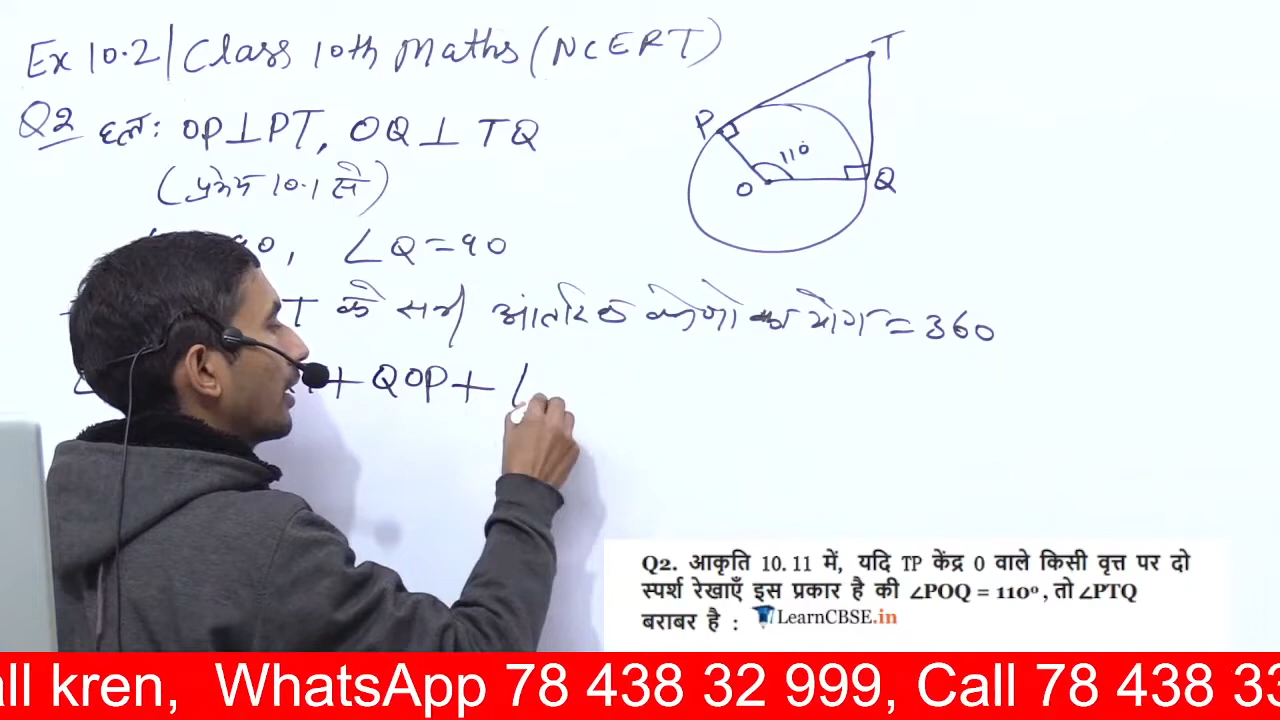 Ex 10.2 | Class 10th Maths (NCERT)
Q2 हल: OP⊥PT, OQ⊥TQ
(प्रमेय 10.1 से)
90, ∠Q=90
T के सभी आंतरिक कोणों का योग = 360
+ QOP + ∠
T
P
110°
O
Q
Q2. आकृति 10.11 में, यदि TP केंद्र O वाले किसी वृत्त पर दो
स्पर्श रेखाएँ इस प्रकार है की ∠POQ = 110°, तो ∠PTQ
बराबर है :
LearnCBSE.in
all kren, WhatsApp 78 438 32 999, Call 78 438 33